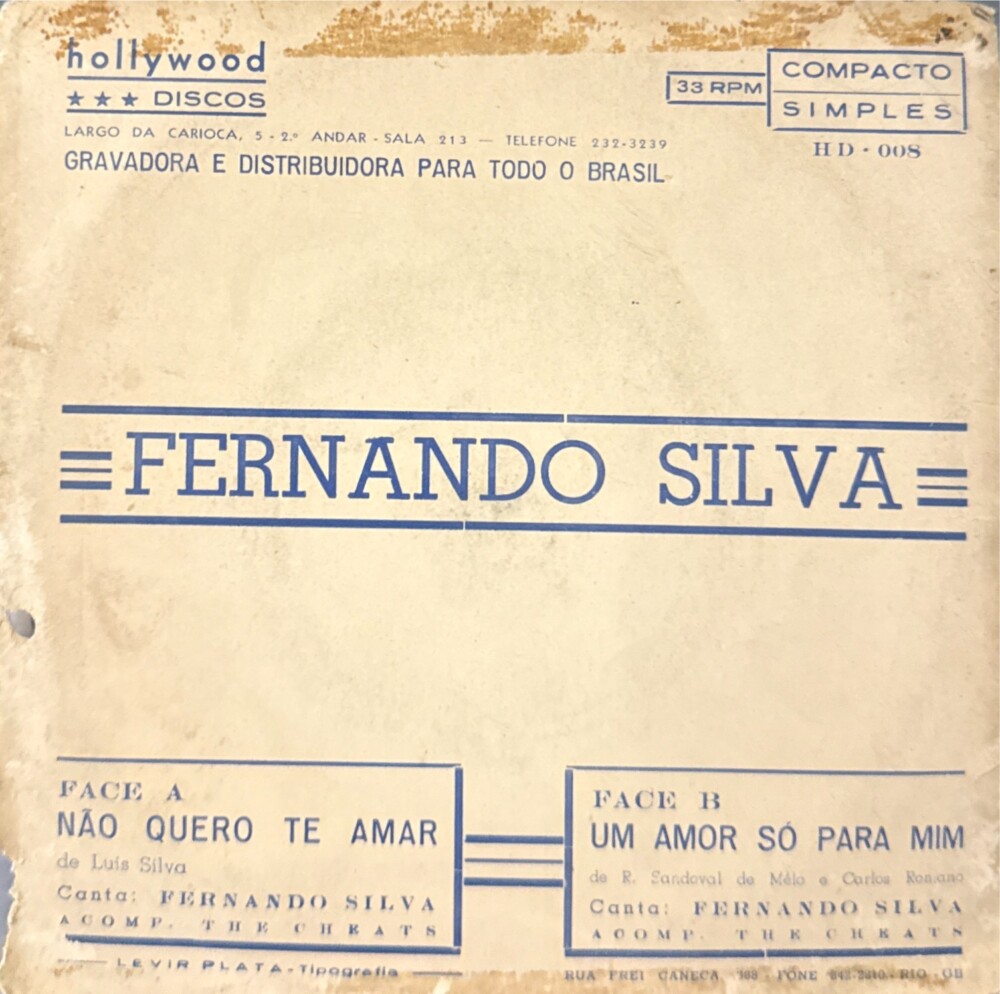 hollywood
★ ★ ★ DISCOS
LARGO DA CARIOCA, 5 - 2.º ANDAR - SALA 213 — TELEFONE 232-3239
GRAVADORA E DISTRIBUIDORA PARA TODO O BRASIL
33 RPM
COMPACTO
SIMPLES
HD - 008
FERNANDO SILVA
FACE A
NÃO QUERO TE AMAR
de Luis Silva
Canta: FERNANDO SILVA
ACOMP. THE CHEATS
LEVIR PLATA - Tipografia
FACE B
UM AMOR SÓ PARA MIM
de R. Sandoval de Mélo e Carlos Romano
Canta: FERNANDO SILVA
ACOMP. THE CHEATS
RUA FREI CANECA, FONE RIO - GB